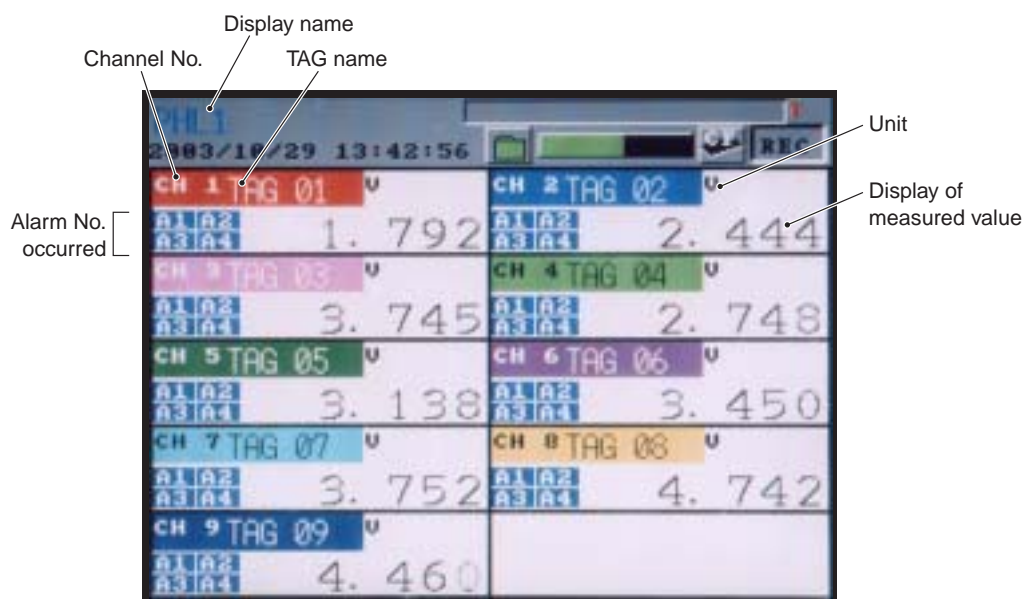 Display name
Channel No. TAG name
PHL1
2003/10/29 13:42:56 REC
Unit
CH 1 TAG 01 V CH 2 TAG 02 V
Display of
measured value
Alarm No.
occurred
A1 A2 1. 792 A1 A2 2. 444
A3 A4 A3 A4
CH 3 TAG 03 V CH 4 TAG 04 V
A1 A2 3. 745 A1 A2 2. 748
A3 A4 A3 A4
CH 5 TAG 05 V CH 6 TAG 06 V
A1 A2 3. 138 A1 A2 3. 450
A3 A4 A3 A4
CH 7 TAG 07 V CH 8 TAG 08 V
A1 A2 3. 752 A1 A2 4. 742
A3 A4 A3 A4
CH 9 TAG 09 V
A1 A2 4. 460
A3 A4